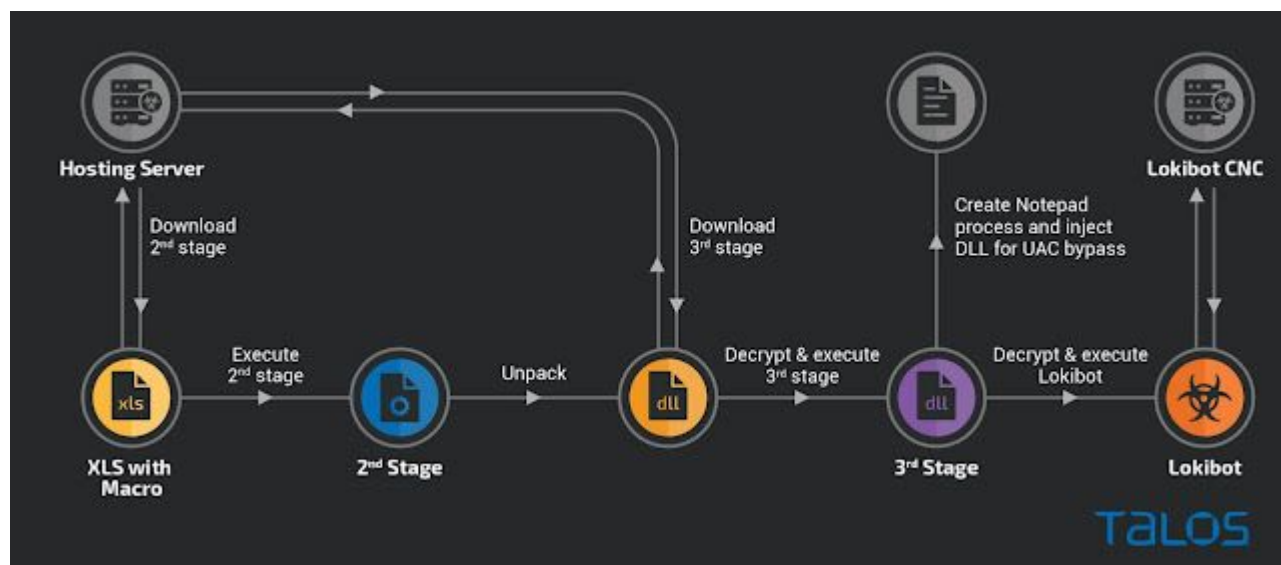 Hosting Server
Lokibot CNC
Download
2nd stage
Download
3rd stage
Create Notepad
process and inject
DLL for UAC bypass
Execute
2nd stage
Unpack
Decrypt & execute
3rd stage
Decrypt & execute
Lokibot
xls
dll
dll
XLS with
Macro
2nd Stage
3rd Stage
Lokibot
TALOS